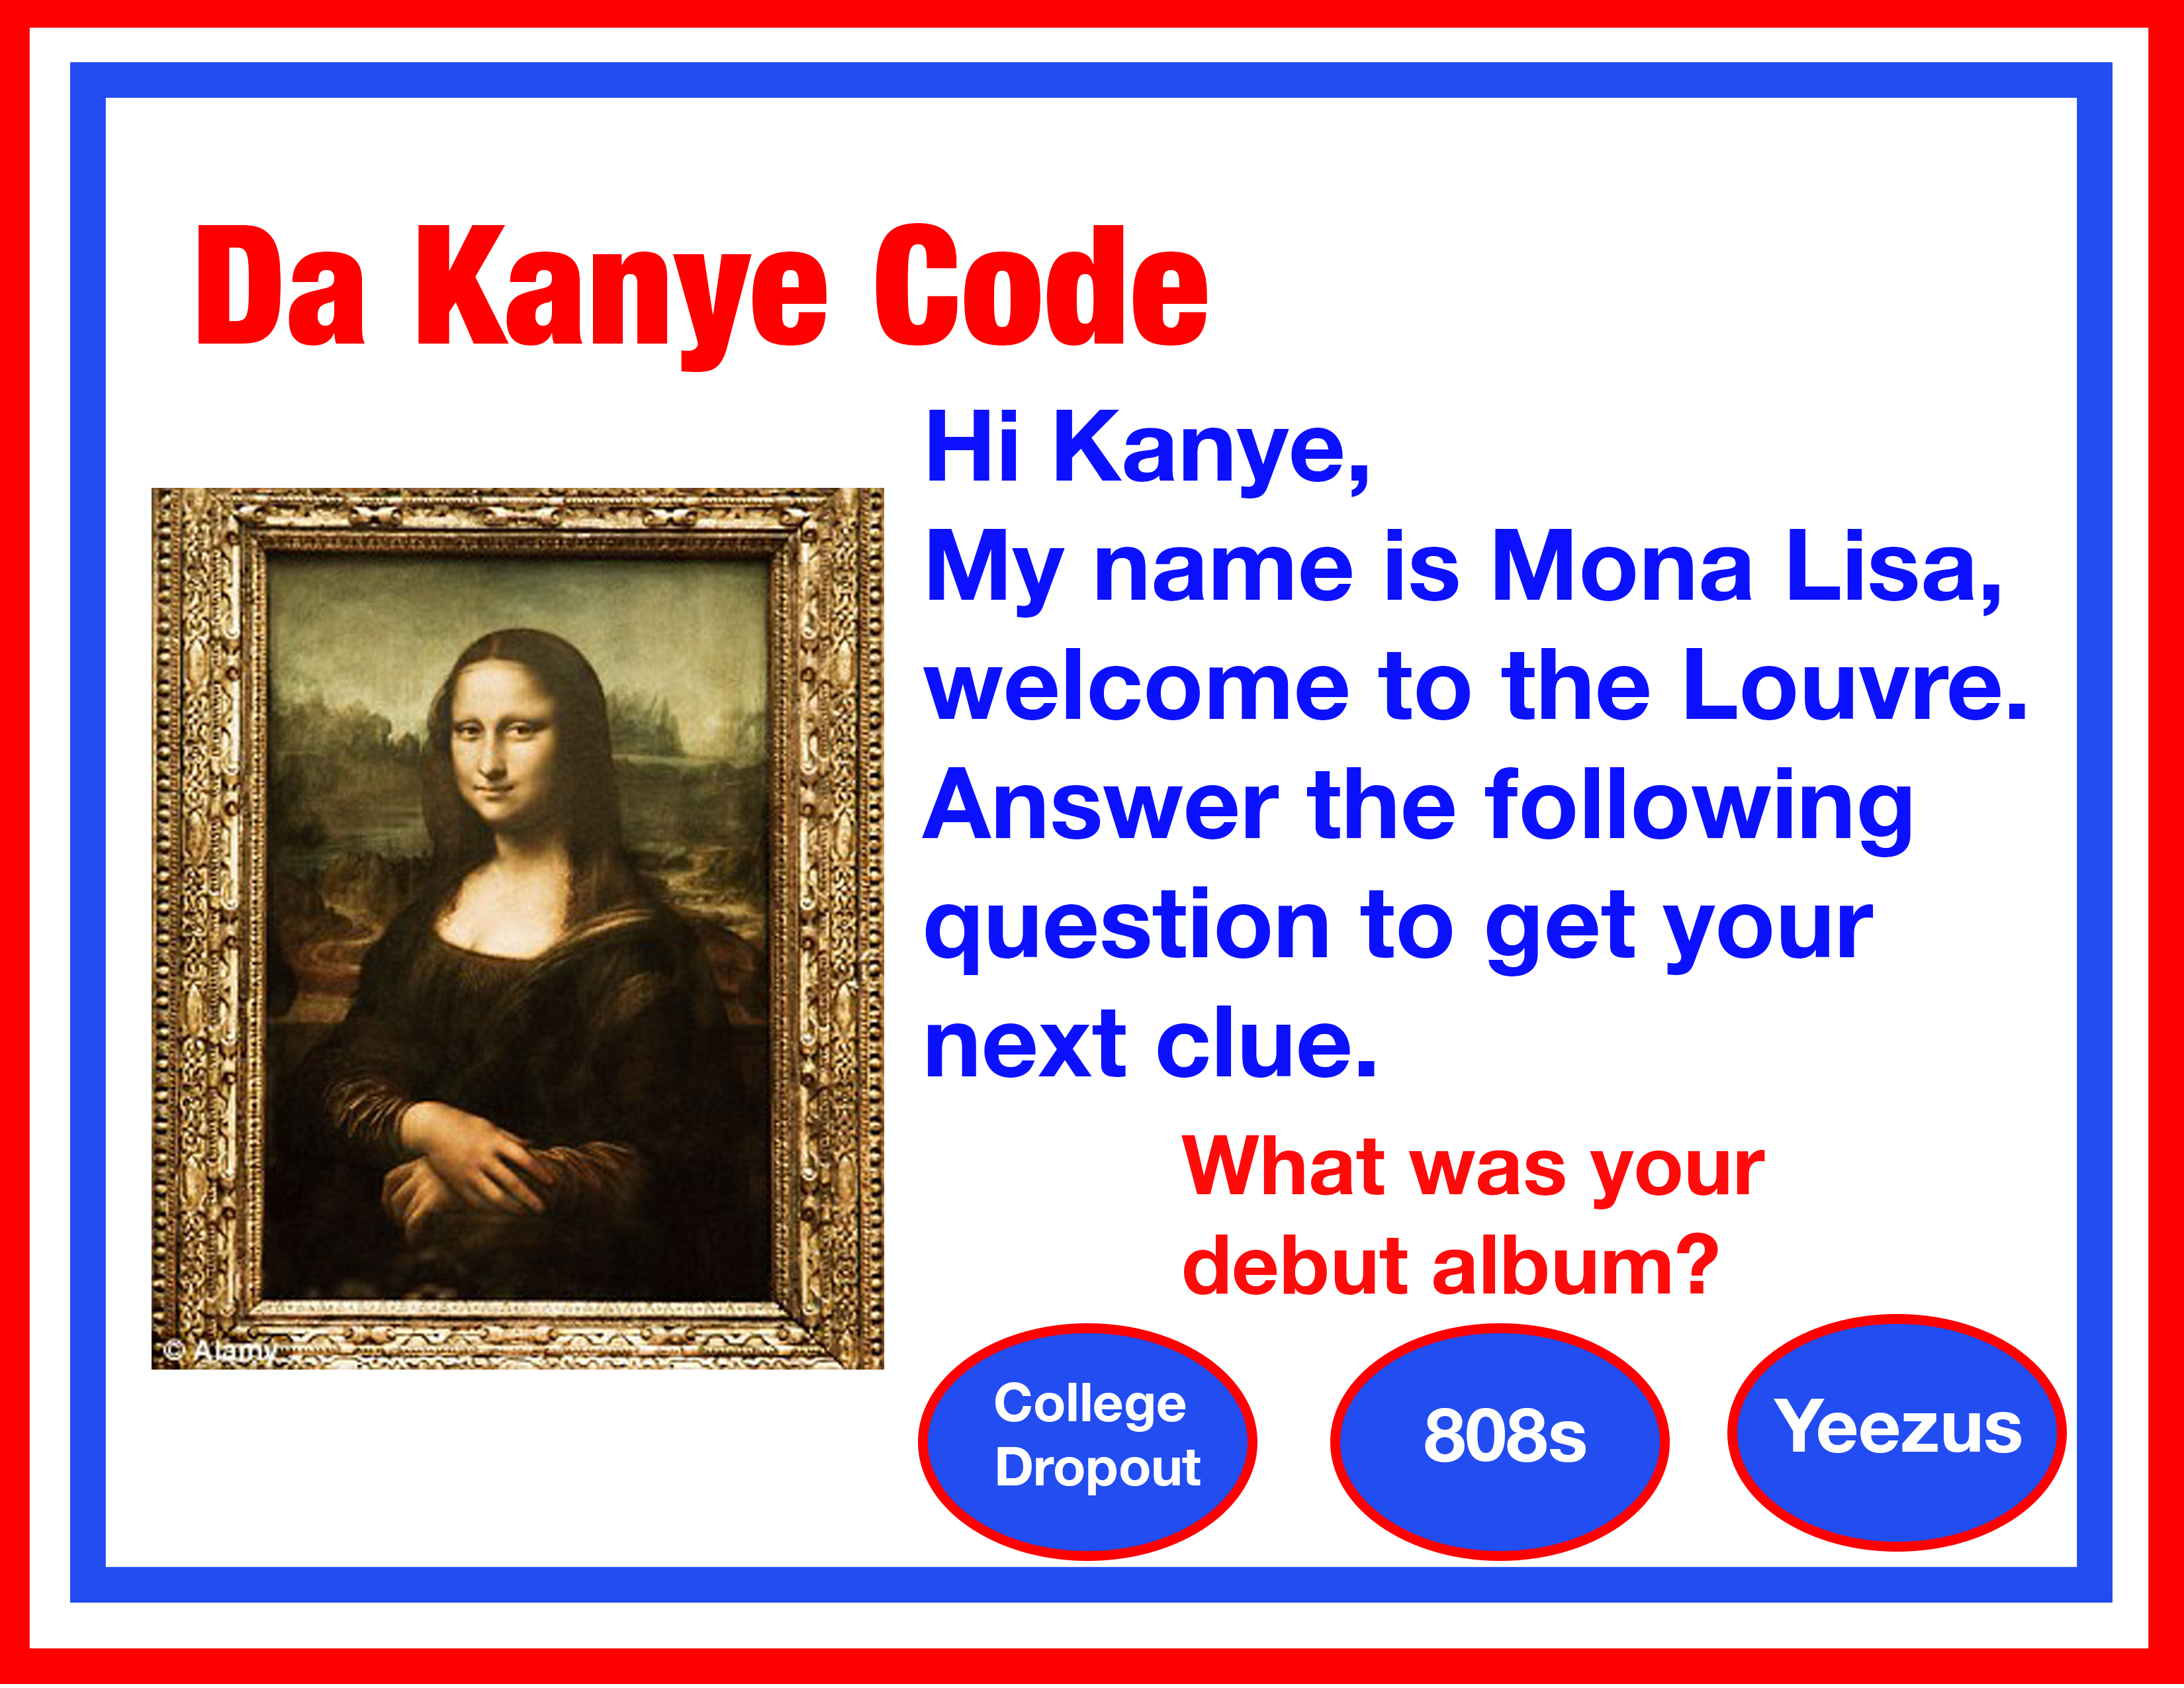 Da Kanye Code
Hi Kanye,
My name is Mona Lisa,
welcome to the Louvre.
Answer the following
question to get your
next clue.
What was your
debut album?
College
Dropout
808s
Yeezus
© Alamy